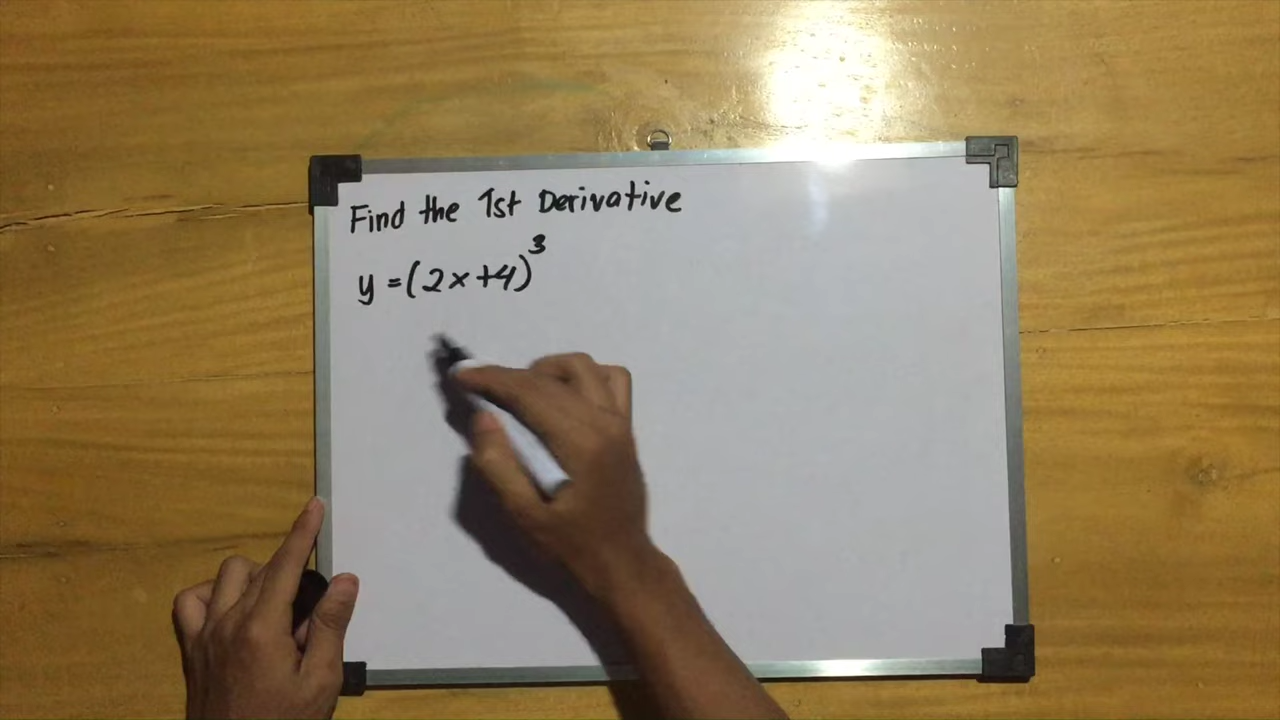 Find the 1st Derivative
y = (2x+4)³